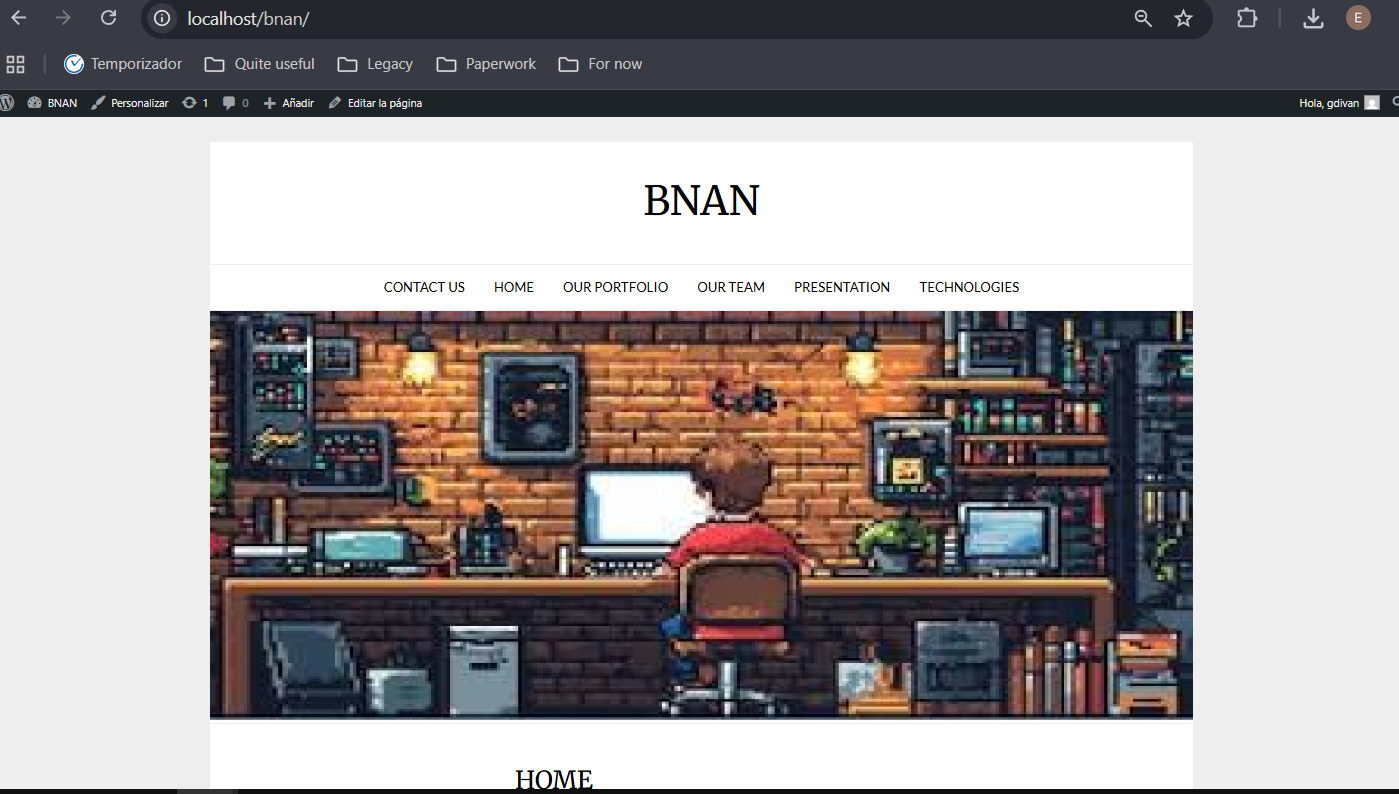 localhost/bnan/
E
Temporizador Quite useful Legacy Paperwork For now
BNAN Personalizar 1 0 Añadir Editar la página Hola, gdivan
BNAN
CONTACT US HOME OUR PORTFOLIO OUR TEAM PRESENTATION TECHNOLOGIES
HOME